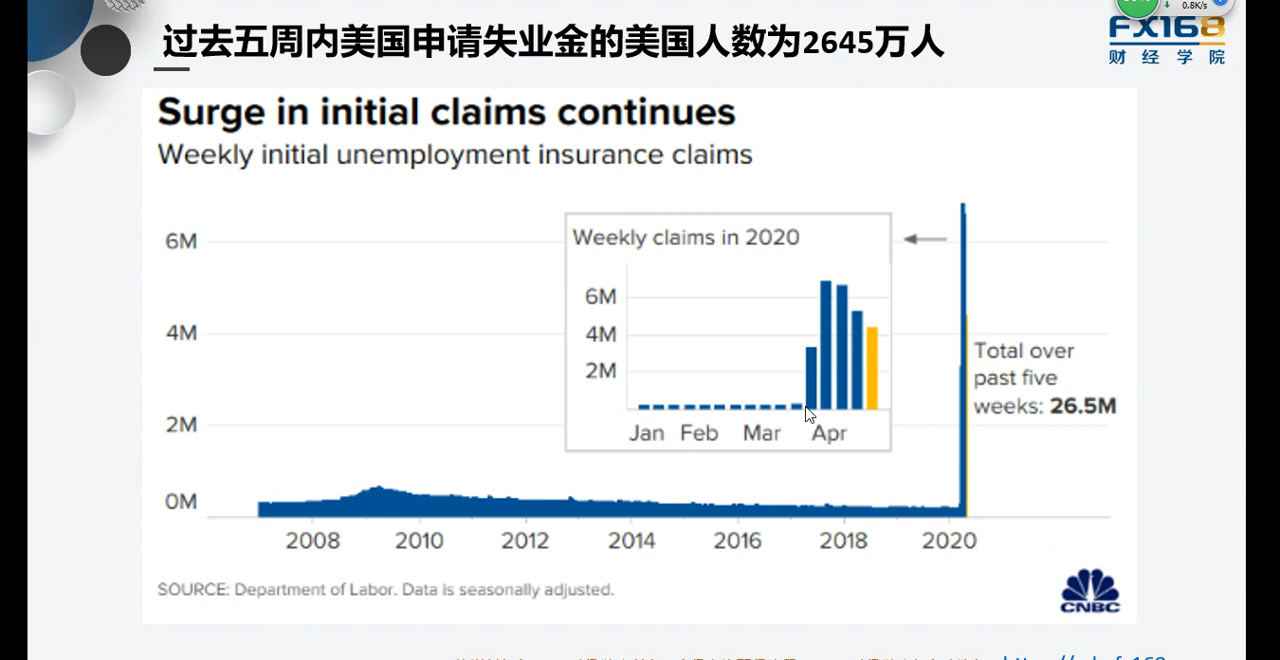 0.8K/s
过去五周内美国申请失业金的美国人数为2645万人
FX168
财经学院
Surge in initial claims continues
Weekly initial unemployment insurance claims
6M
4M
2M
0M
Weekly claims in 2020
6M
4M
2M
Jan Feb Mar Apr
Total over
past five
weeks: 26.5M
2008 2010 2012 2014 2016 2018 2020
SOURCE: Department of Labor. Data is seasonally adjusted.
CNBC